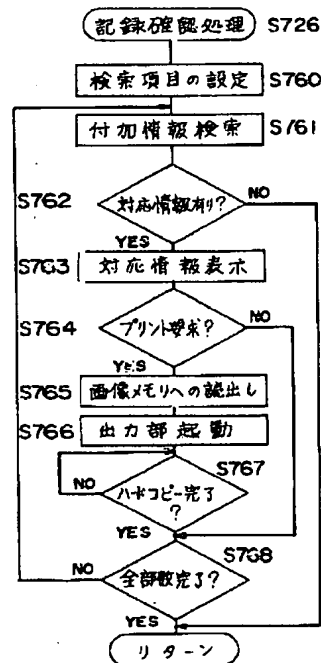 記録確認処理 S726
検索項目の設定 S760
付加情報検索 S761
S762 対応情報有り? NO
YES
S763 対応情報表示
S764 プリント要求? NO
YES
S765 画像メモリへの読出し
S766 出力部起動
S767
NO ハードコピー完了
?
YES
S768
NO 全部数完了?
YES
リターン